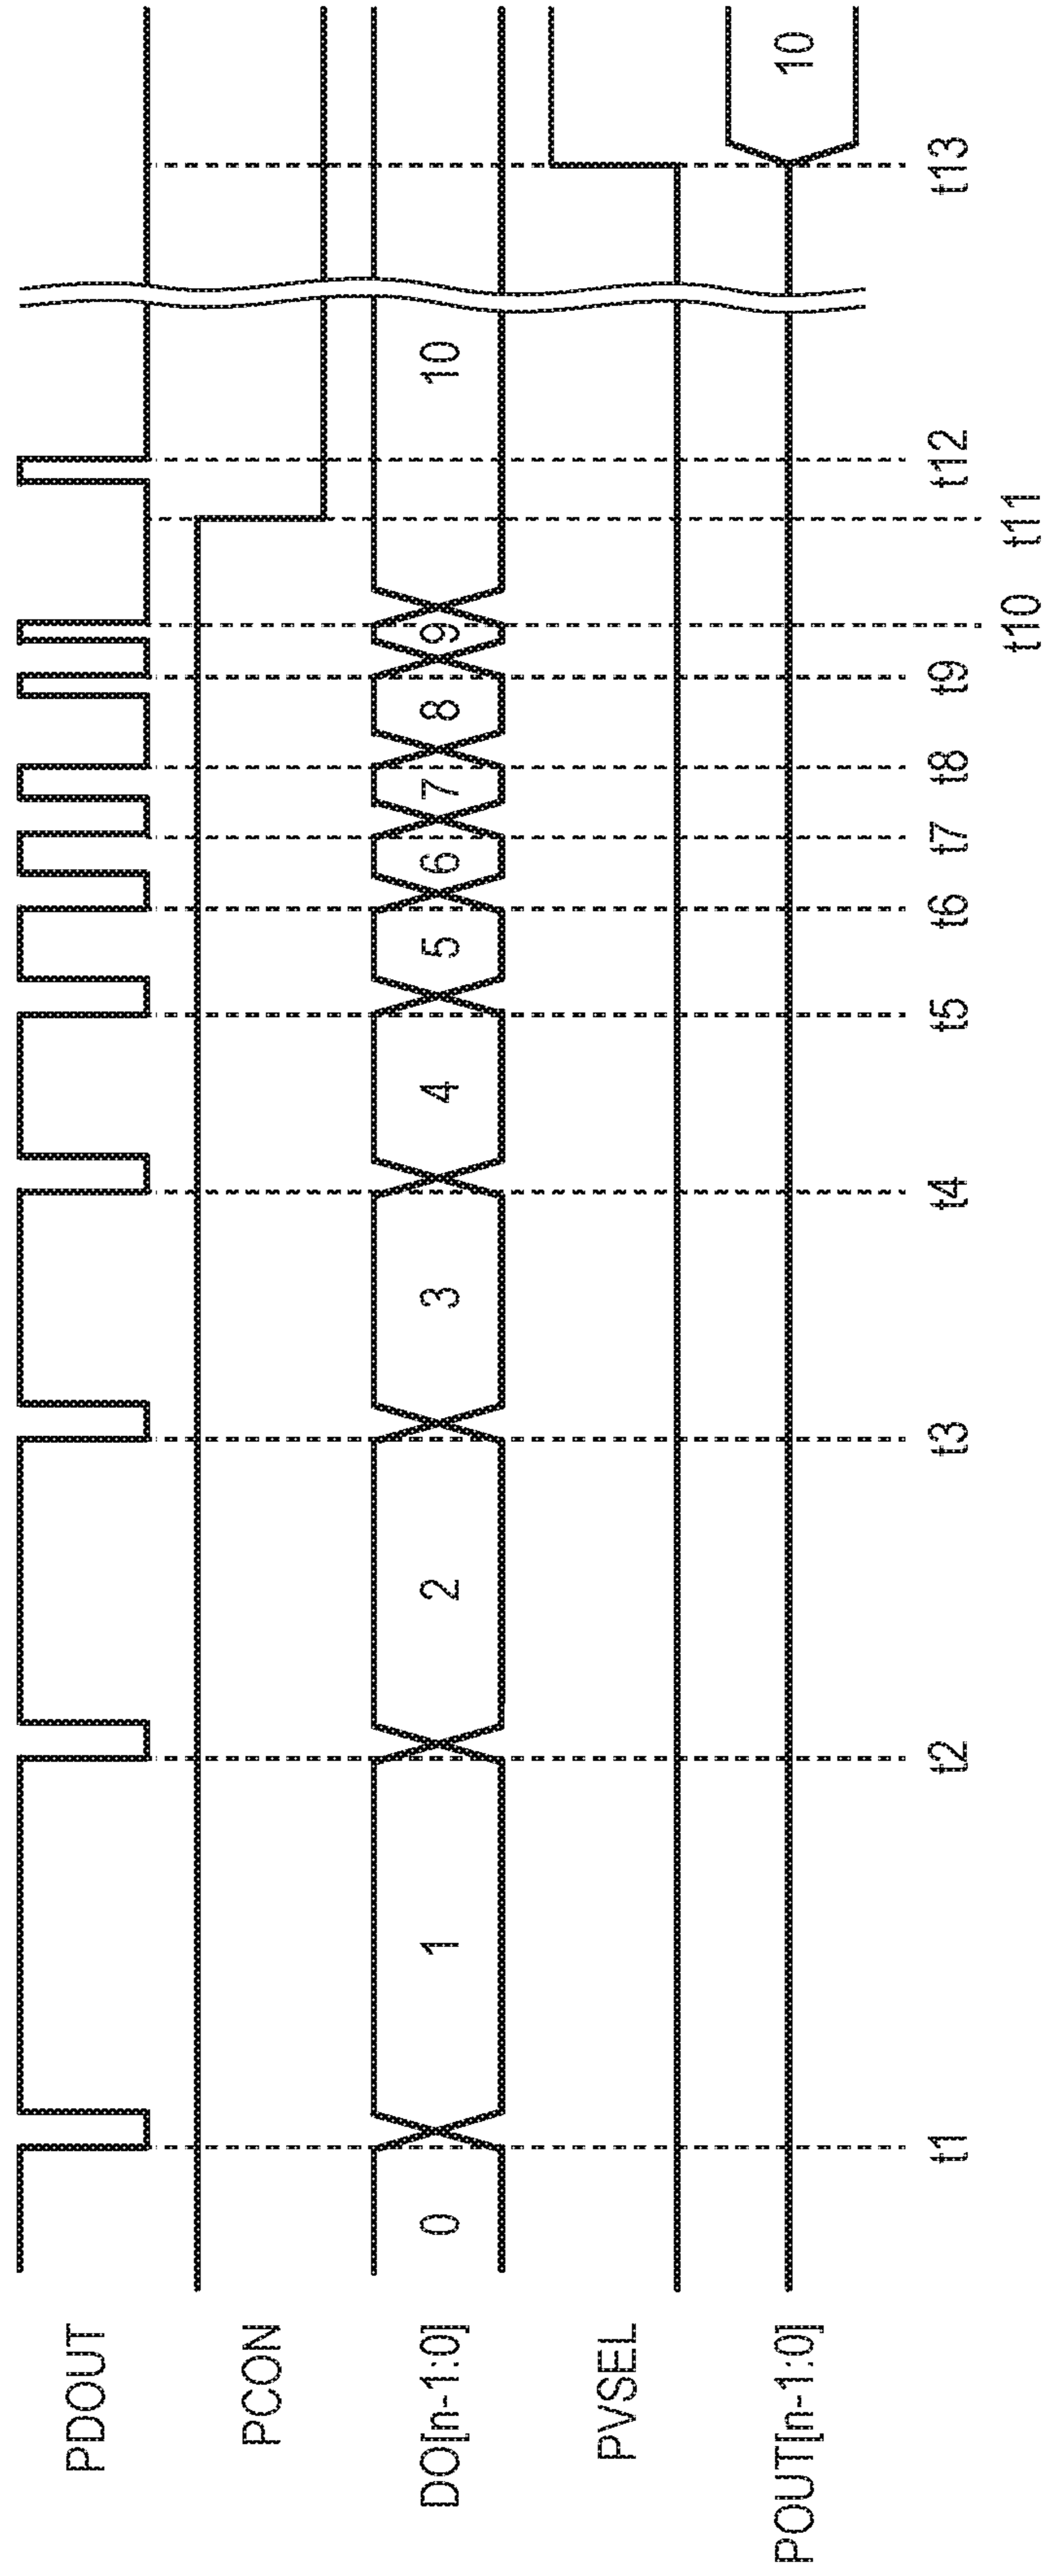 PDOUT
PCON
DO[n-1:0] 0 1 2 3 4 5 6 7 8 9 10
PVSEL
POUT[n-1:0] 10
t1 t2 t3 t4 t5 t6 t7 t8 t9 t12 t13
t10 t11